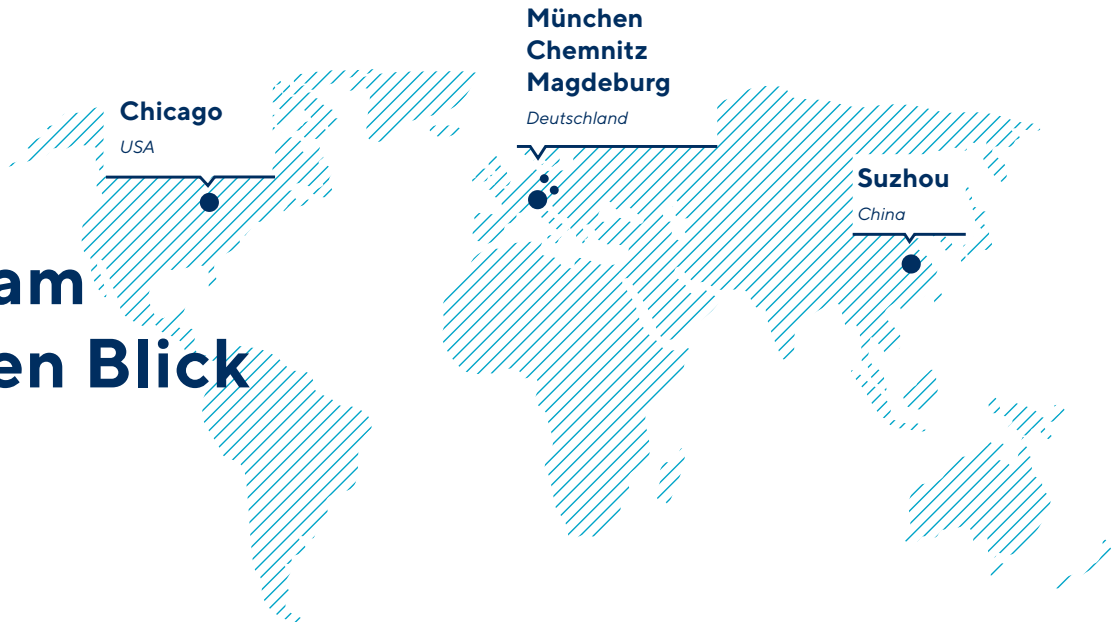 München
Chemnitz
Magdeburg
Deutschland
Chicago
USA
Suzhou
China
am
en Blick